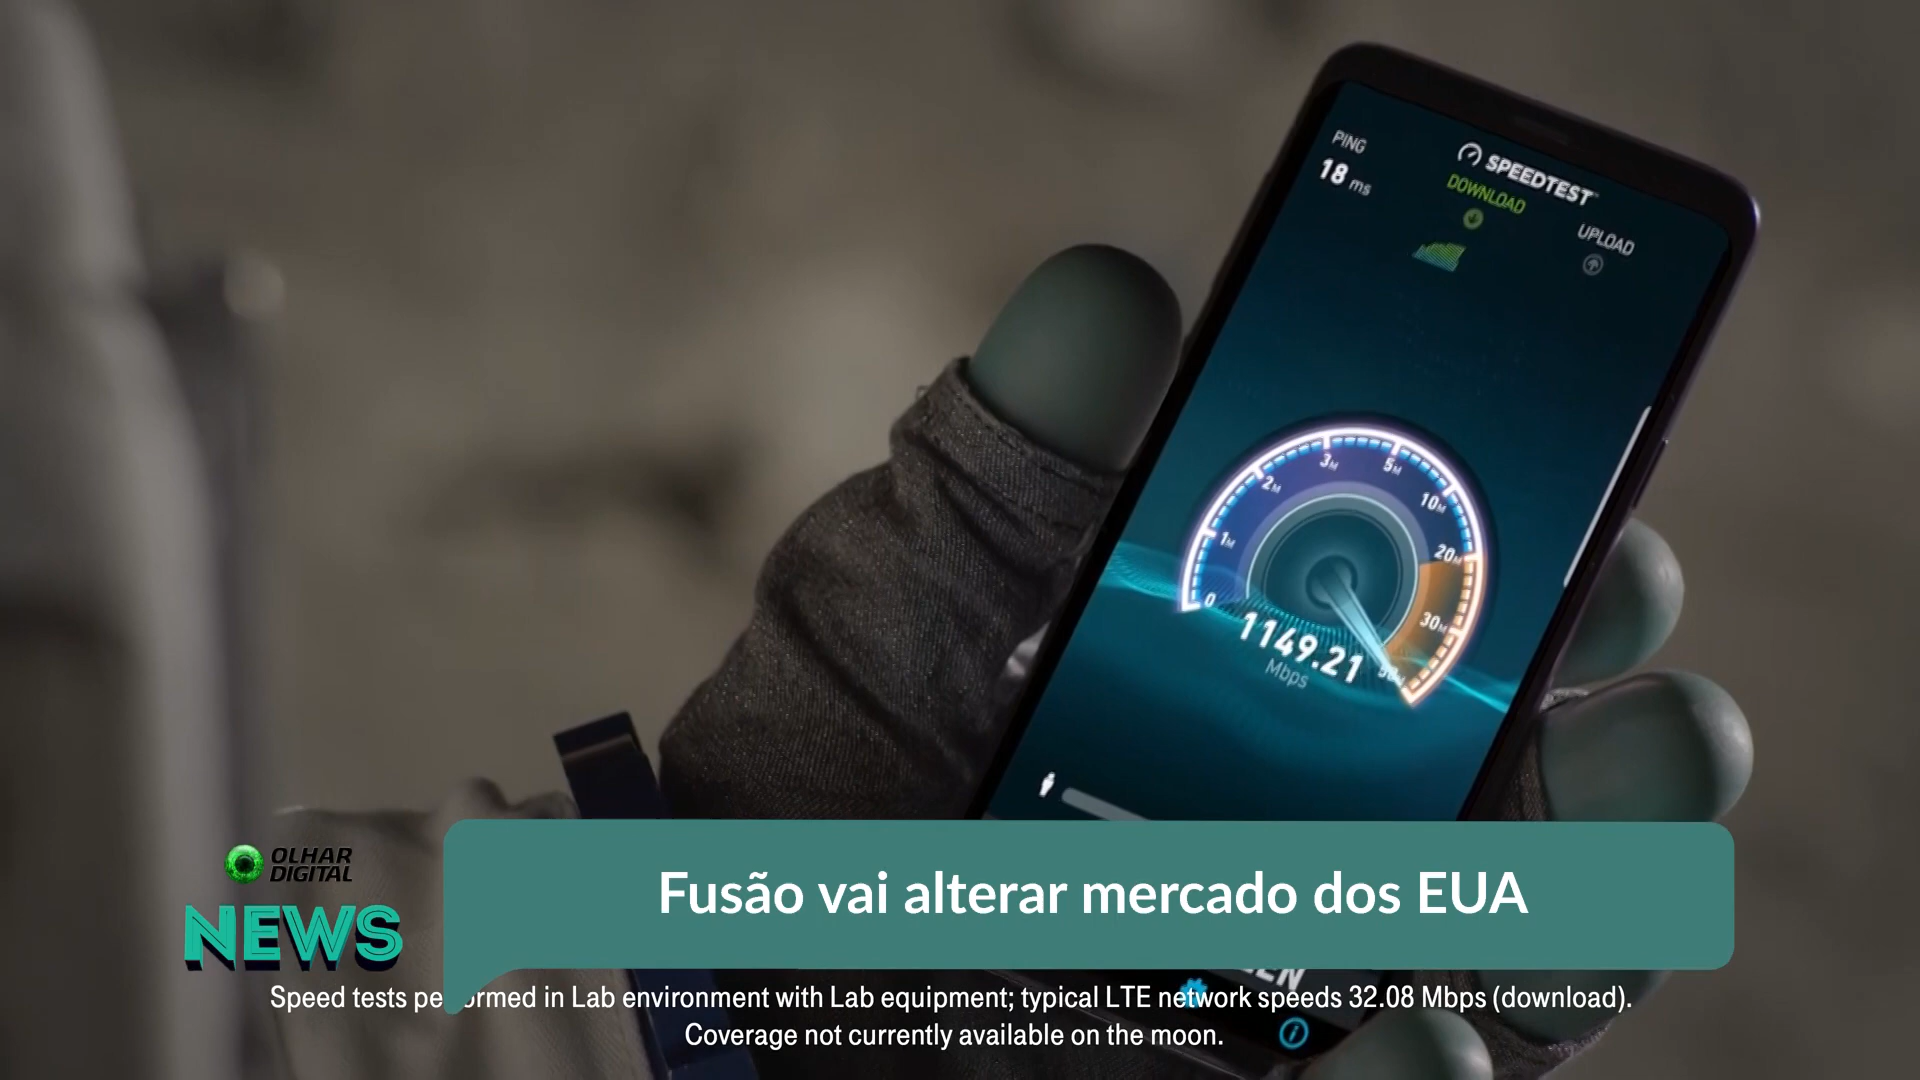 PING
18 ms
SPEEDTEST
DOWNLOAD
UPLOAD
0
1M
2M
3M
5M
10M
20M
30M
1149.21
Mbps
OLHAR
DIGITAL
NEWS
Fusão vai alterar mercado dos EUA
Speed tests performed in Lab environment with Lab equipment; typical LTE network speeds 32.08 Mbps (download).
Coverage not currently available on the moon.